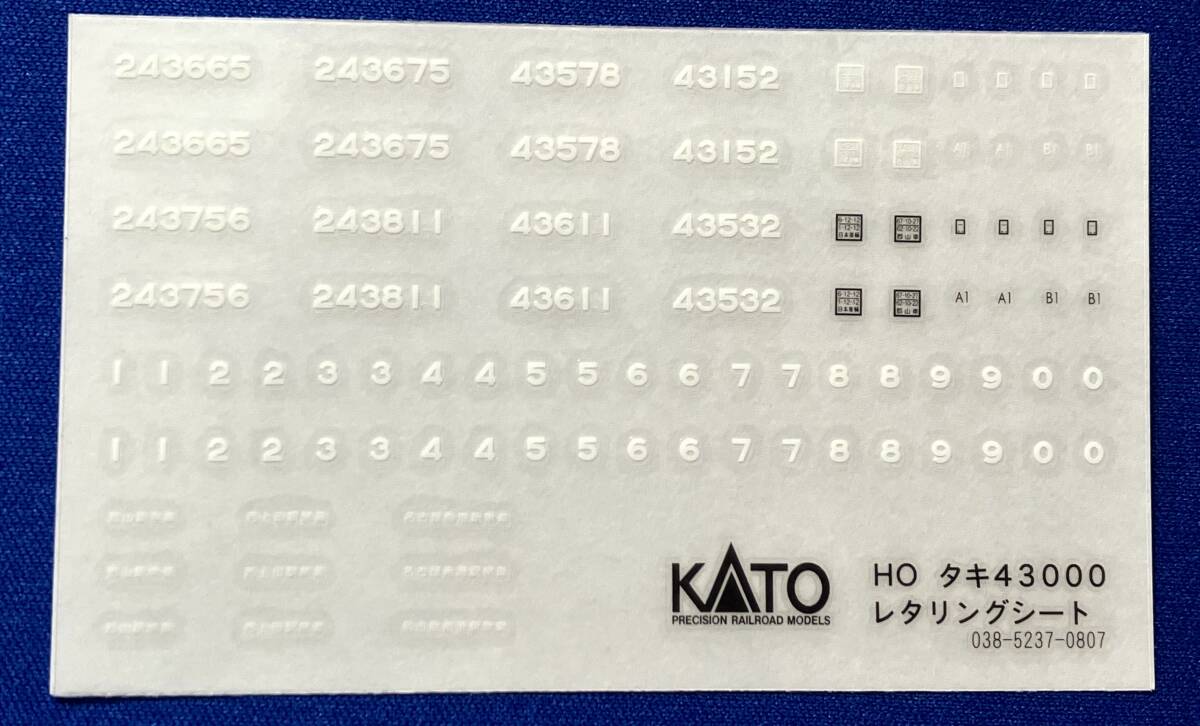 243665 243675 43578 43152
243665 243675 43578 43152 A1 A1 B1 B1
243756 243811 43611 43532
243756 243811 43611 43532 A1 A1 B1 B1
1 1 2 2 3 3 4 4 5 5 6 6 7 7 8 8 9 9 0 0
1 1 2 2 3 3 4 4 5 5 6 6 7 7 8 8 9 9 0 0
KATO
PRECISION RAILROAD MODELS
HO タキ43000
レタリングシート
038-5237-0807